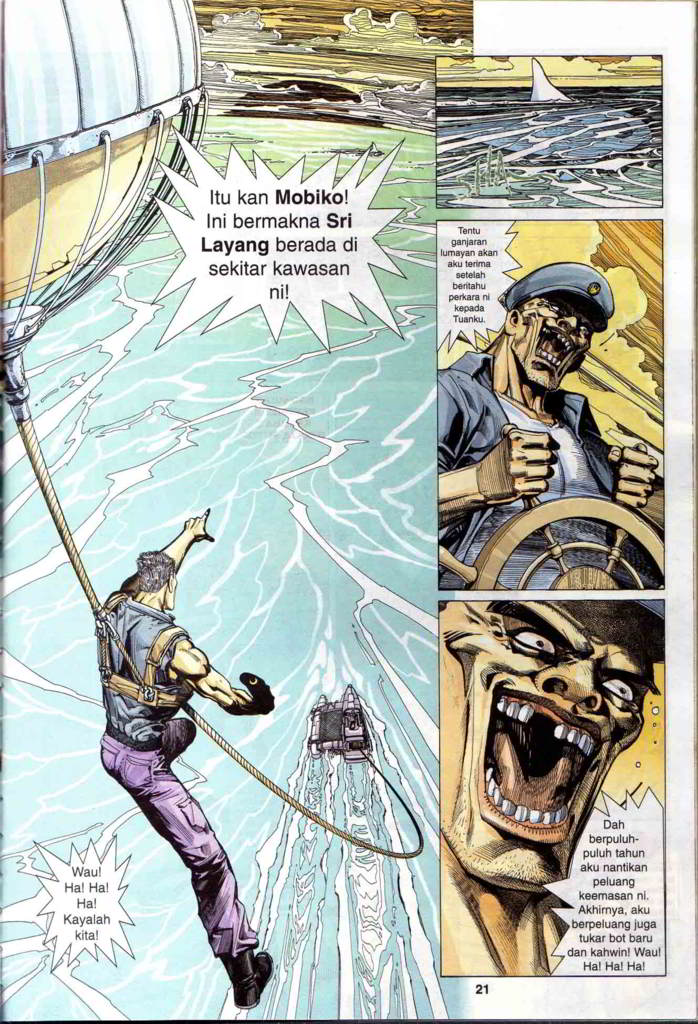 Itu kan Mobiko!
Ini bermakna Sri
Layang berada di
sekitar kawasan
ni!
Tentu
ganjaran
lumayan akan
aku terima
setelah
beritahu
perkara ni
kepada
Tuanku.
Wau!
Ha! Ha!
Ha!
Kayalah
kita!
Dah
berpuluh-
puluh tahun
aku nantikan
peluang
keemasan ni.
Akhirnya, aku
berpeluang juga
tukar bot baru
dan kahwin! Wau!
Ha! Ha! Ha!
21